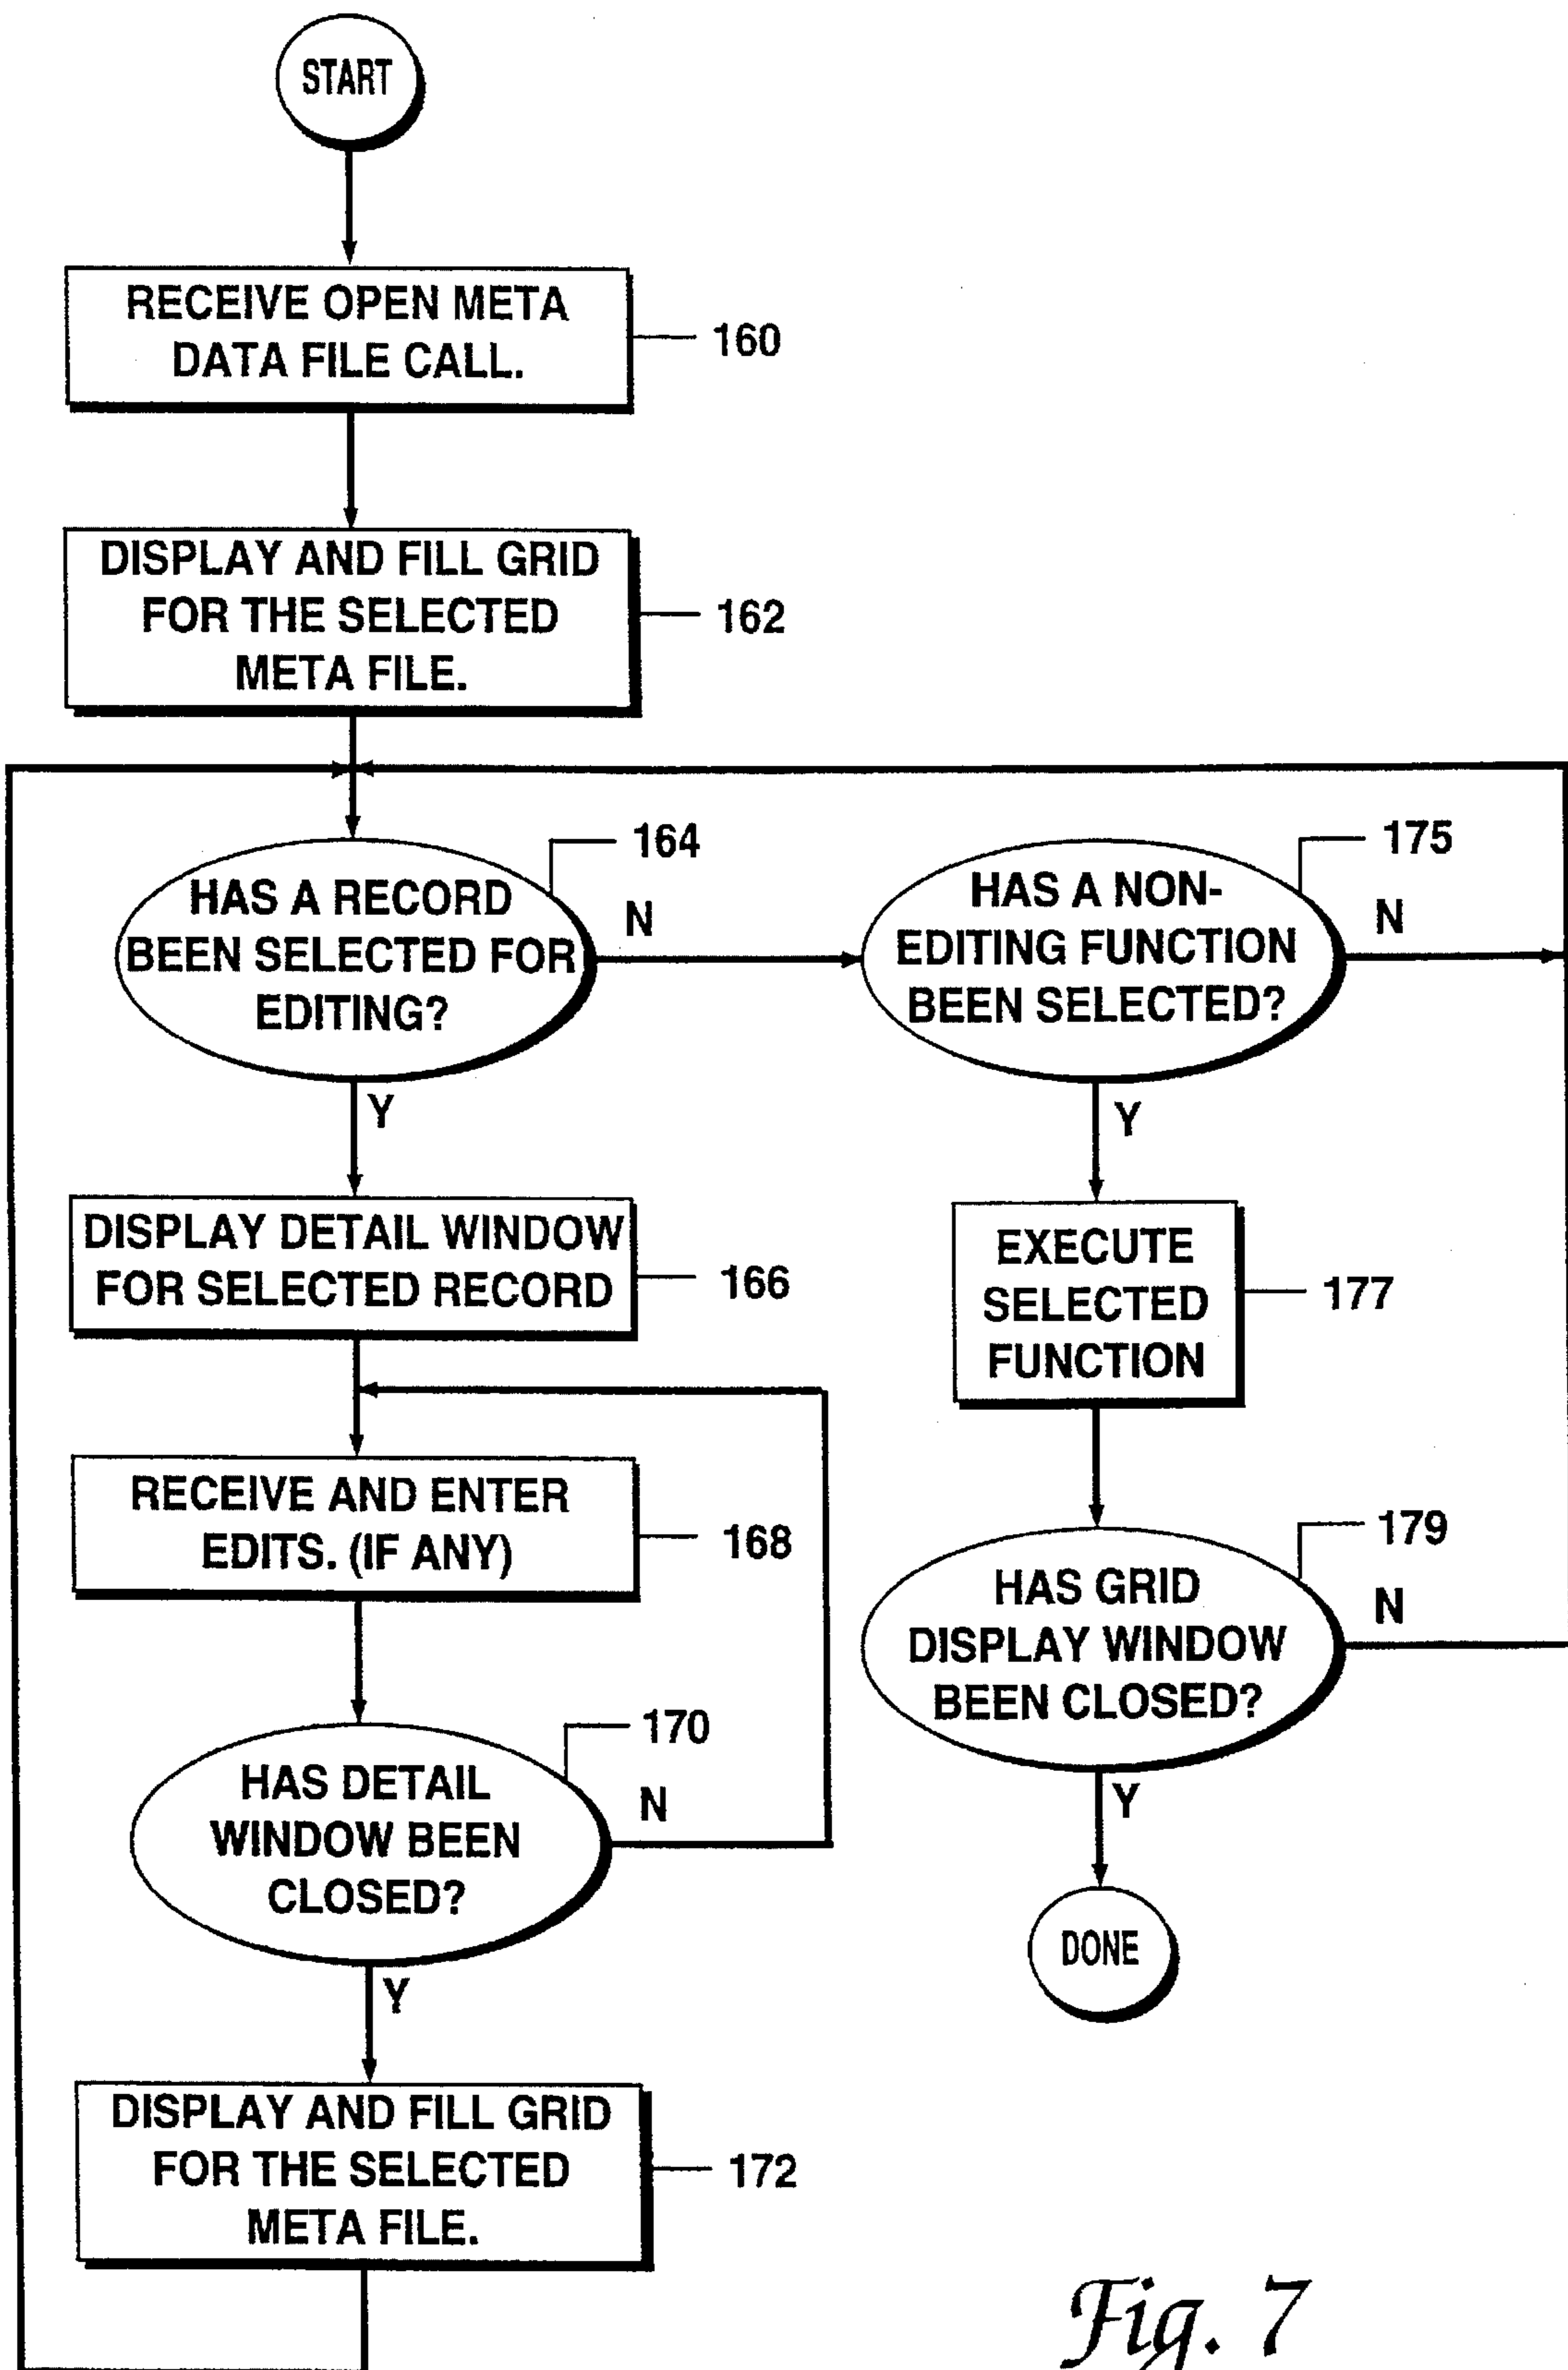 START
RECEIVE OPEN META
DATA FILE CALL.
160
DISPLAY AND FILL GRID
FOR THE SELECTED
META FILE.
162
164
HAS A RECORD
BEEN SELECTED FOR
EDITING?
N
Y
175
HAS A NON-
EDITING FUNCTION
BEEN SELECTED?
N
Y
DISPLAY DETAIL WINDOW
FOR SELECTED RECORD
166
EXECUTE
SELECTED
FUNCTION
177
RECEIVE AND ENTER
EDITS. (IF ANY)
168
179
HAS GRID
DISPLAY WINDOW
BEEN CLOSED?
N
Y
170
HAS DETAIL
WINDOW BEEN
CLOSED?
N
Y
DONE
DISPLAY AND FILL GRID
FOR THE SELECTED
META FILE.
172
Fig. 7